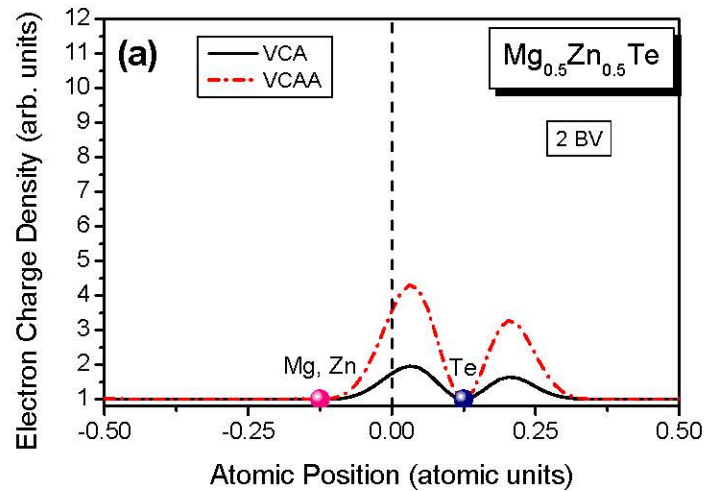 (a)
VCA
VCAA
Mg0.5Zn0.5Te
2 BV
Mg, Zn
Te
12
11
10
9
8
7
6
5
4
3
2
1
-0.50
-0.25
0.00
0.25
0.50
Electron Charge Density (arb. units)
Atomic Position (atomic units)